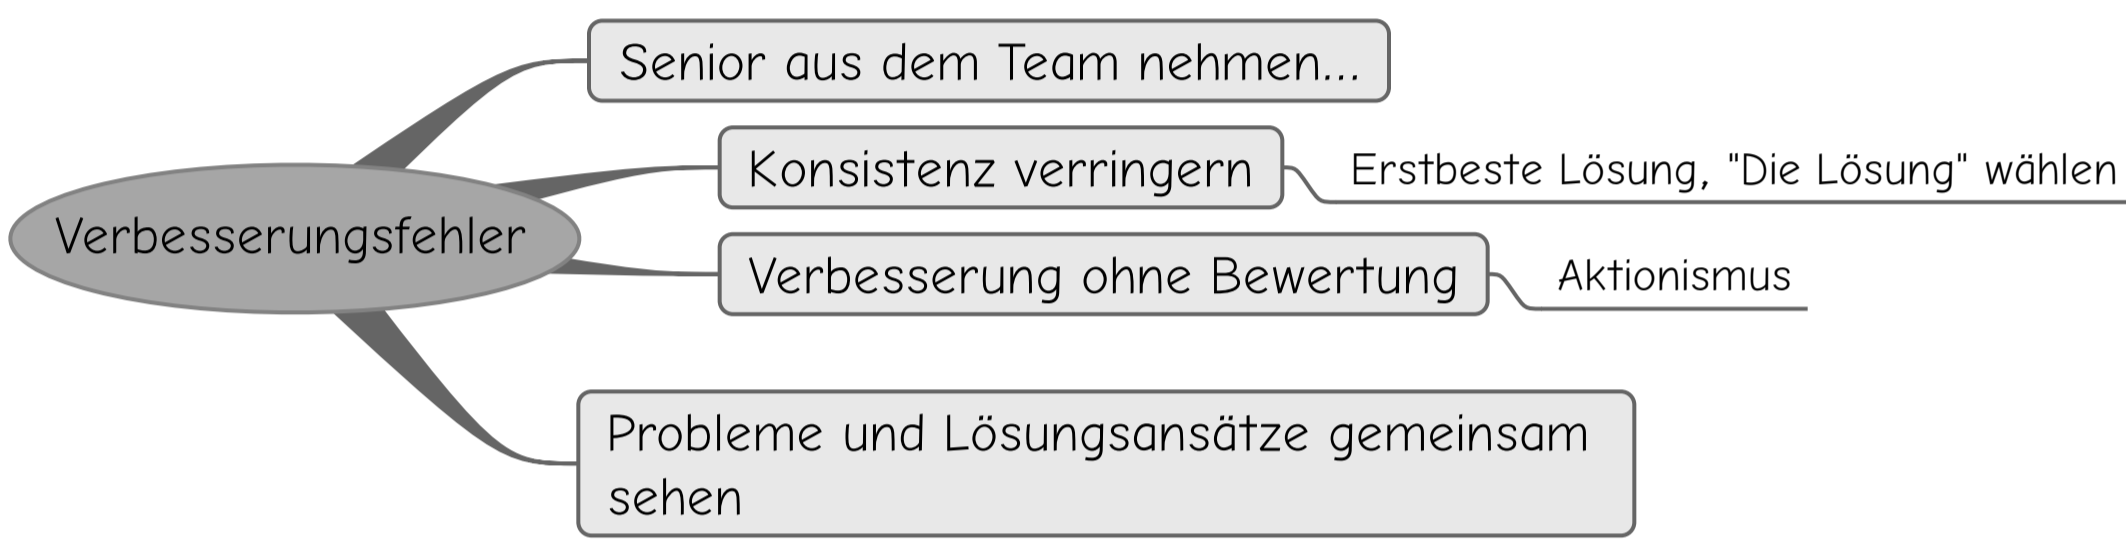 Senior aus dem Team nehmen...
Konsistenz verringern
Erstbeste Lösung, "Die Lösung" wählen
Verbesserungsfehler
Verbesserung ohne Bewertung
Aktionismus
Probleme und Lösungsansätze gemeinsam
sehen